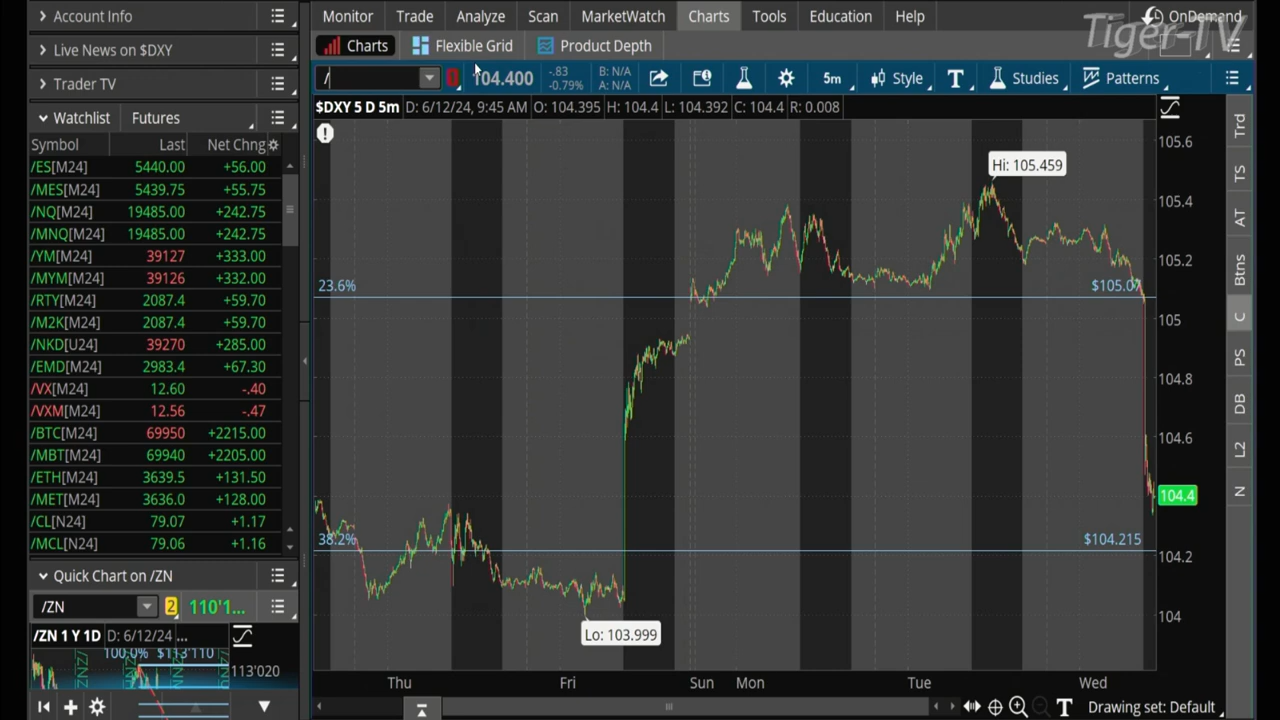 Account Info
Live News on $DXY
Trader TV
Watchlist Futures
Symbol Last Net Chng
/ES[M24] 5440.00 +56.00
/MES[M24] 5439.75 +55.75
/NQ[M24] 19485.00 +242.75
/MNQ[M24] 19485.00 +242.75
/YM[M24] 39127 +333.00
/MYM[M24] 39126 +332.00
/RTY[M24] 2087.4 +59.70
/M2K[M24] 2087.4 +59.70
/NKD[U24] 39270 +285.00
/EMD[M24] 2983.4 +67.30
/VX[M24] 12.60 -.40
/VXM[M24] 12.56 -.47
/BTC[M24] 69950 +2215.00
/MBT[M24] 69940 +2205.00
/ETH[M24] 3639.5 +131.50
/MET[M24] 3636.0 +128.00
/CL[N24] 79.07 +1.17
/MCL[N24] 79.06 +1.16
Quick Chart on /ZN
/ZN 2 110'1...
/ZN 1 Y 1D D: 6/12/24 ...
100.0% $113'110
113'020
Monitor Trade Analyze Scan MarketWatch Charts Tools Education Help OnDemand
Tiger-TV
Charts Flexible Grid Product Depth
/ 104.400 -.83 B: N/A 5m Style T Studies Patterns
-0.79% A: N/A
$DXY 5 D 5m D: 6/12/24, 9:45 AM O: 104.395 H: 104.4 L: 104.392 C: 104.4 R: 0.008
105.6
Hi: 105.459
105.4
105.2
23.6% $105.07
105
104.8
104.6
104.4
38.2% $104.215
104.2
104
Lo: 103.999
Thu Fri Sun Mon Tue Wed
T Drawing set: Default
Trd
TS
AT
Btns
C
PS
DB
L2
N